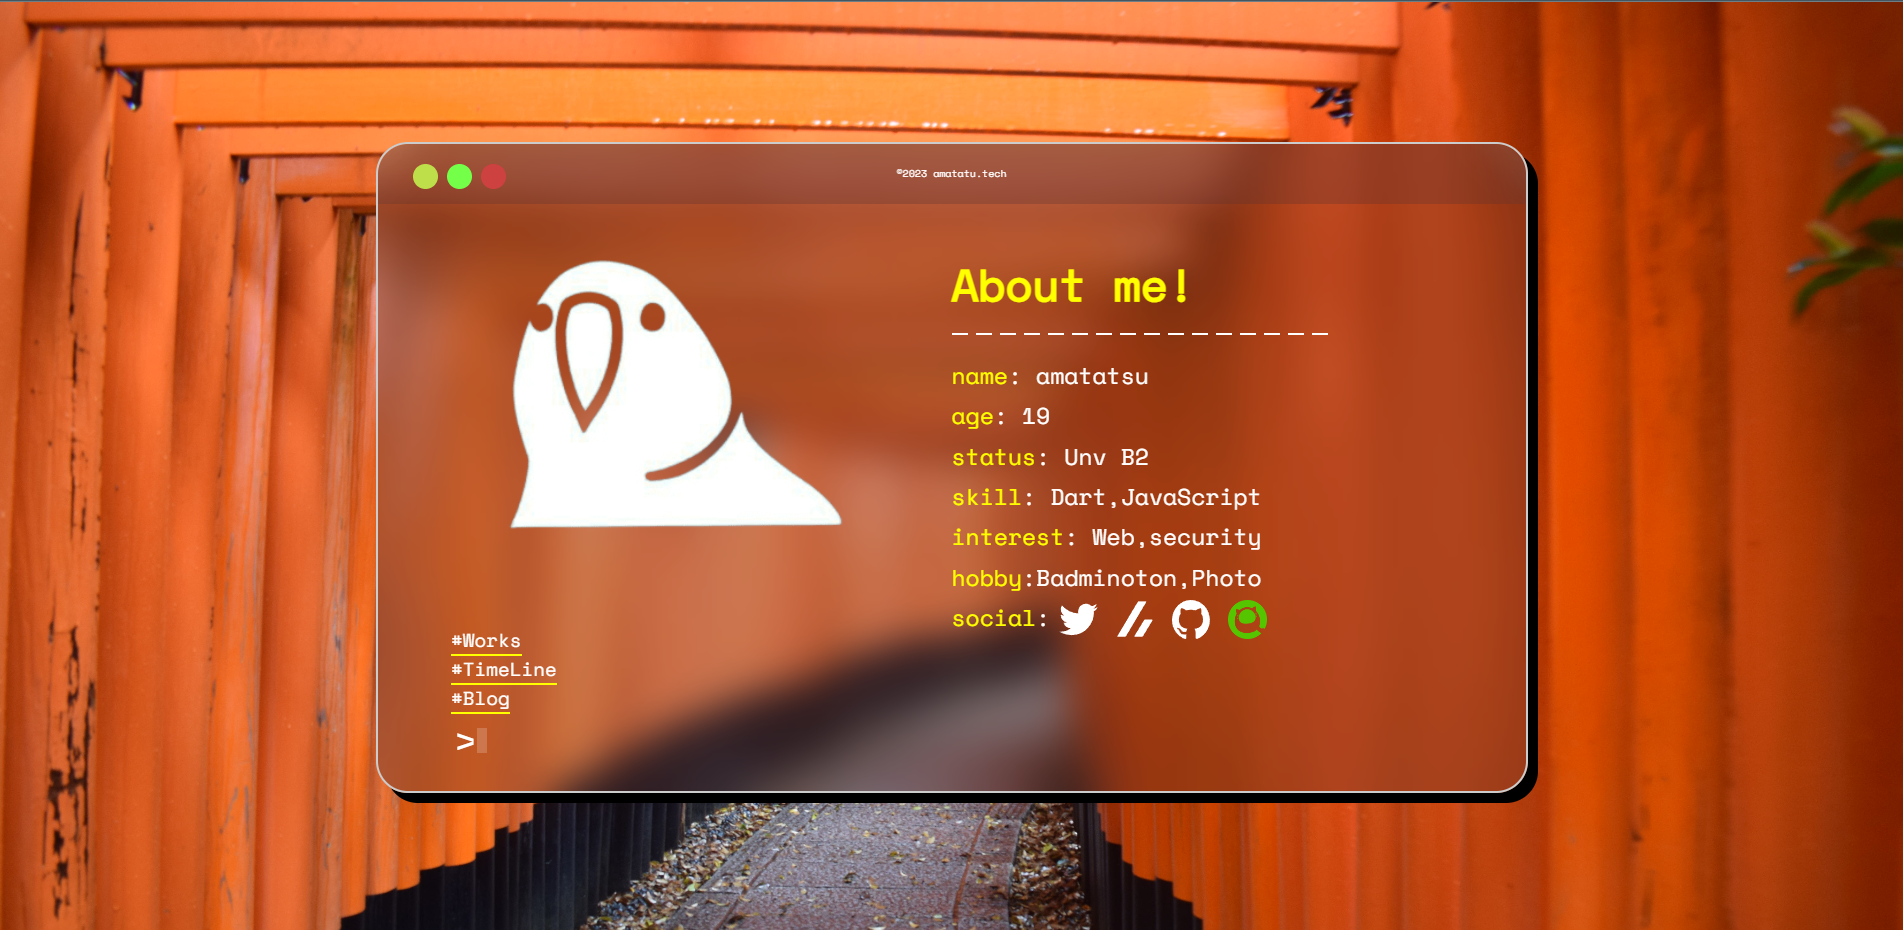 ©2023 amatatu.tech
About me!
name: amatatsu
age: 19
status: Unv B2
skill: Dart,JavaScript
interest: Web,security
hobby:Badminoton,Photo
social:
#Works
#TimeLine
#Blog
>